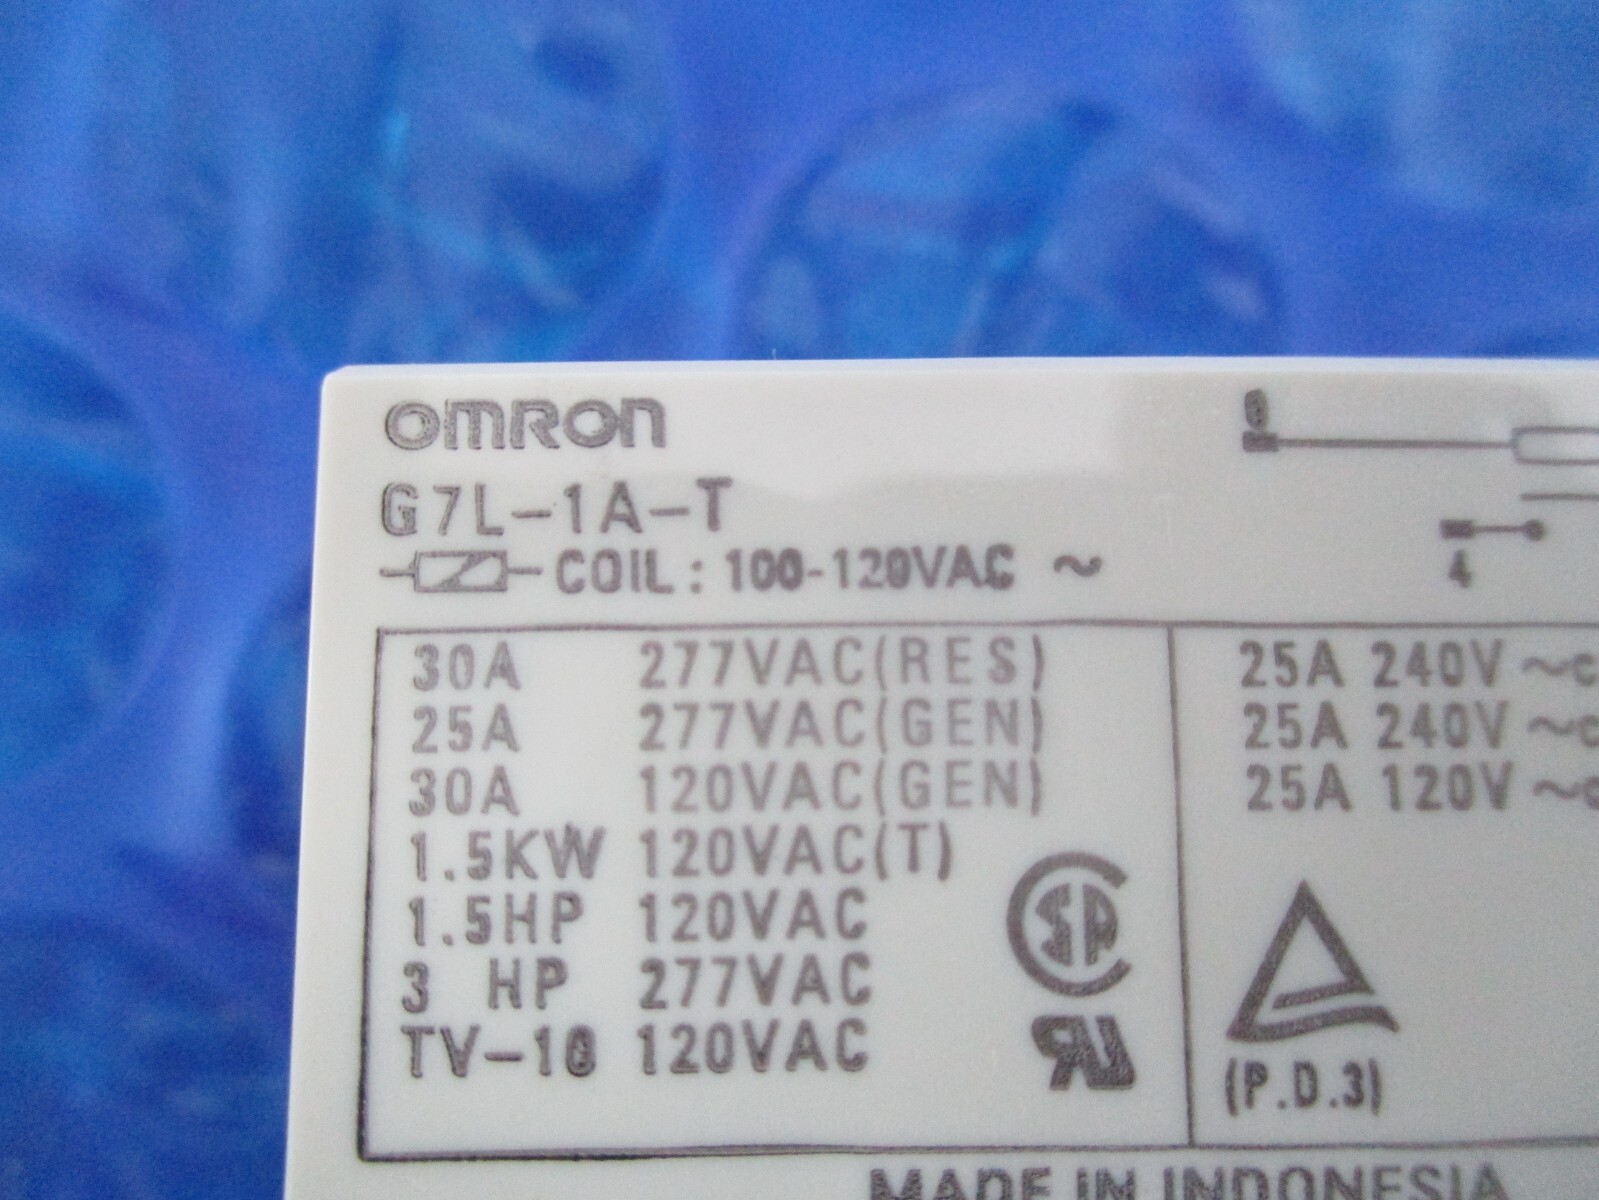 OMRON
G7L-1A-T
COIL : 100-120VAC ~
30A 277VAC(RES)
25A 277VAC(GEN)
30A 120VAC(GEN)
1.5KW 120VAC(T)
1.5HP 120VAC
3 HP 277VAC
TV-10 120VAC
SP
25A 240V ~c
25A 240V ~c
25A 120V ~c
(P.D.3)
4
MADE IN INDONESIA